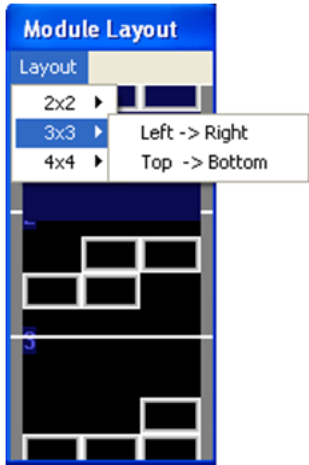 Module Layout
Layout
2x2
3x3
Left -> Right
4x4
Top -> Bottom
3